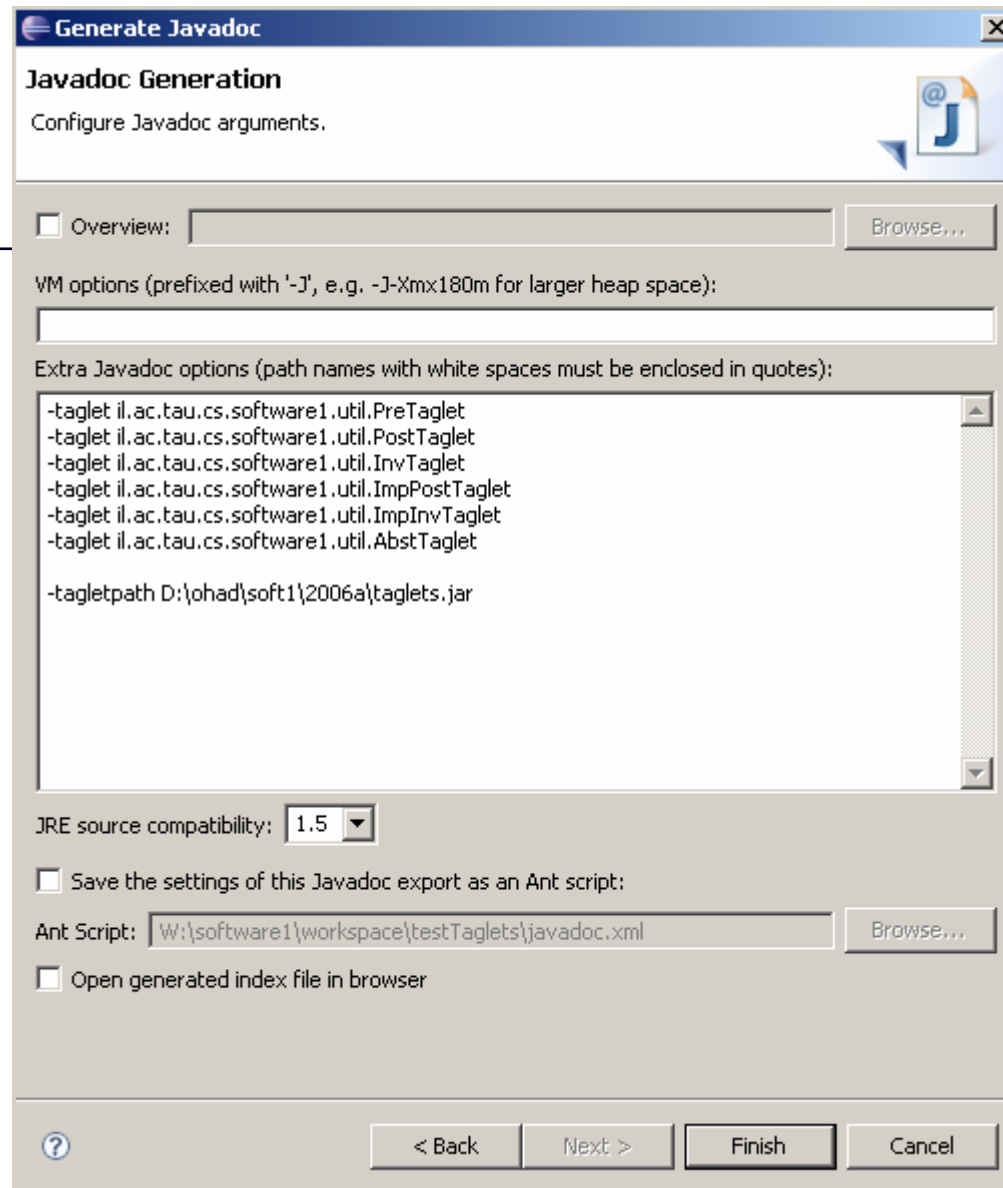 Generate Javadoc
Javadoc Generation
Configure Javadoc arguments.
@
J
Overview:
Browse...
VM options (prefixed with '-J', e.g. -J-Xmx180m for larger heap space):
Extra Javadoc options (path names with white spaces must be enclosed in quotes):
-taglet il.ac.tau.cs.software1.util.PreTaglet
-taglet il.ac.tau.cs.software1.util.PostTaglet
-taglet il.ac.tau.cs.software1.util.InvTaglet
-taglet il.ac.tau.cs.software1.util.ImpPostTaglet
-taglet il.ac.tau.cs.software1.util.ImpInvTaglet
-taglet il.ac.tau.cs.software1.util.AbstTaglet
-tagletpath D:\ohad\soft1\2006a\taglets.jar
JRE source compatibility: 1.5
Save the settings of this Javadoc export as an Ant script:
Ant Script: W:\software1\workspace\testTaglets\javadoc.xml Browse...
Open generated index file in browser
? < Back Next > Finish Cancel